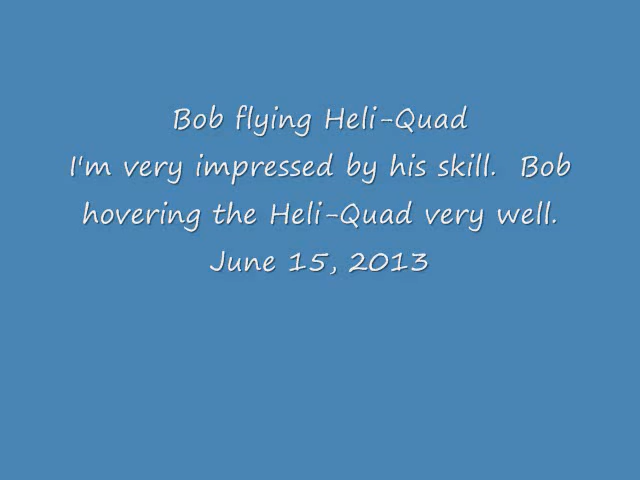 Bob flying Heli-Quad
I'm very impressed by his skill.  Bob
hovering the Heli-Quad very well.
June 15, 2013